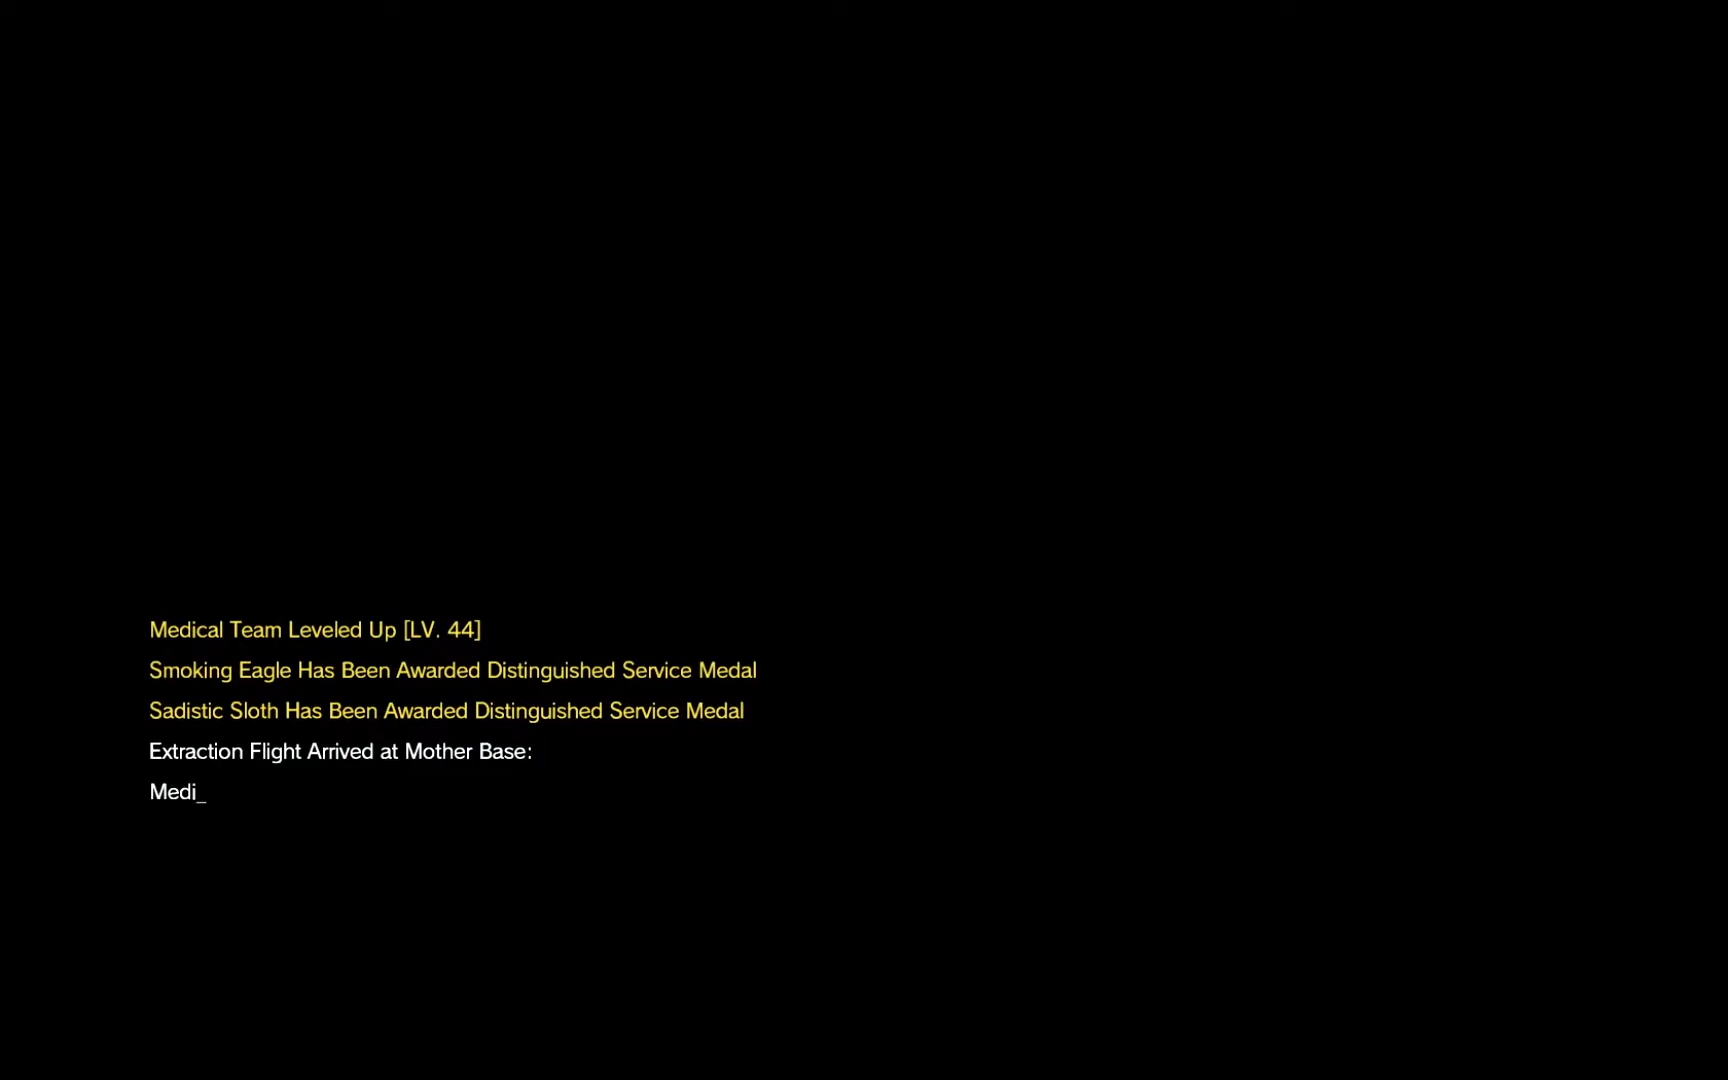 Medical Team Leveled Up [LV. 44]
Smoking Eagle Has Been Awarded Distinguished Service Medal
Sadistic Sloth Has Been Awarded Distinguished Service Medal
Extraction Flight Arrived at Mother Base:
Medi_